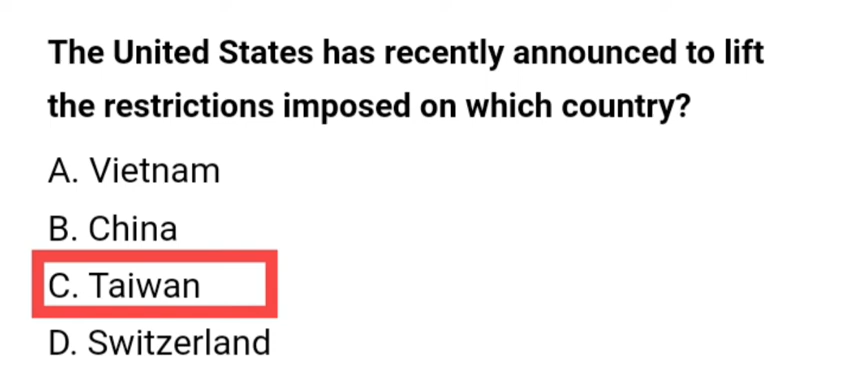 The United States has recently announced to lift
the restrictions imposed on which country?
A. Vietnam
B. China
C. Taiwan
D. Switzerland